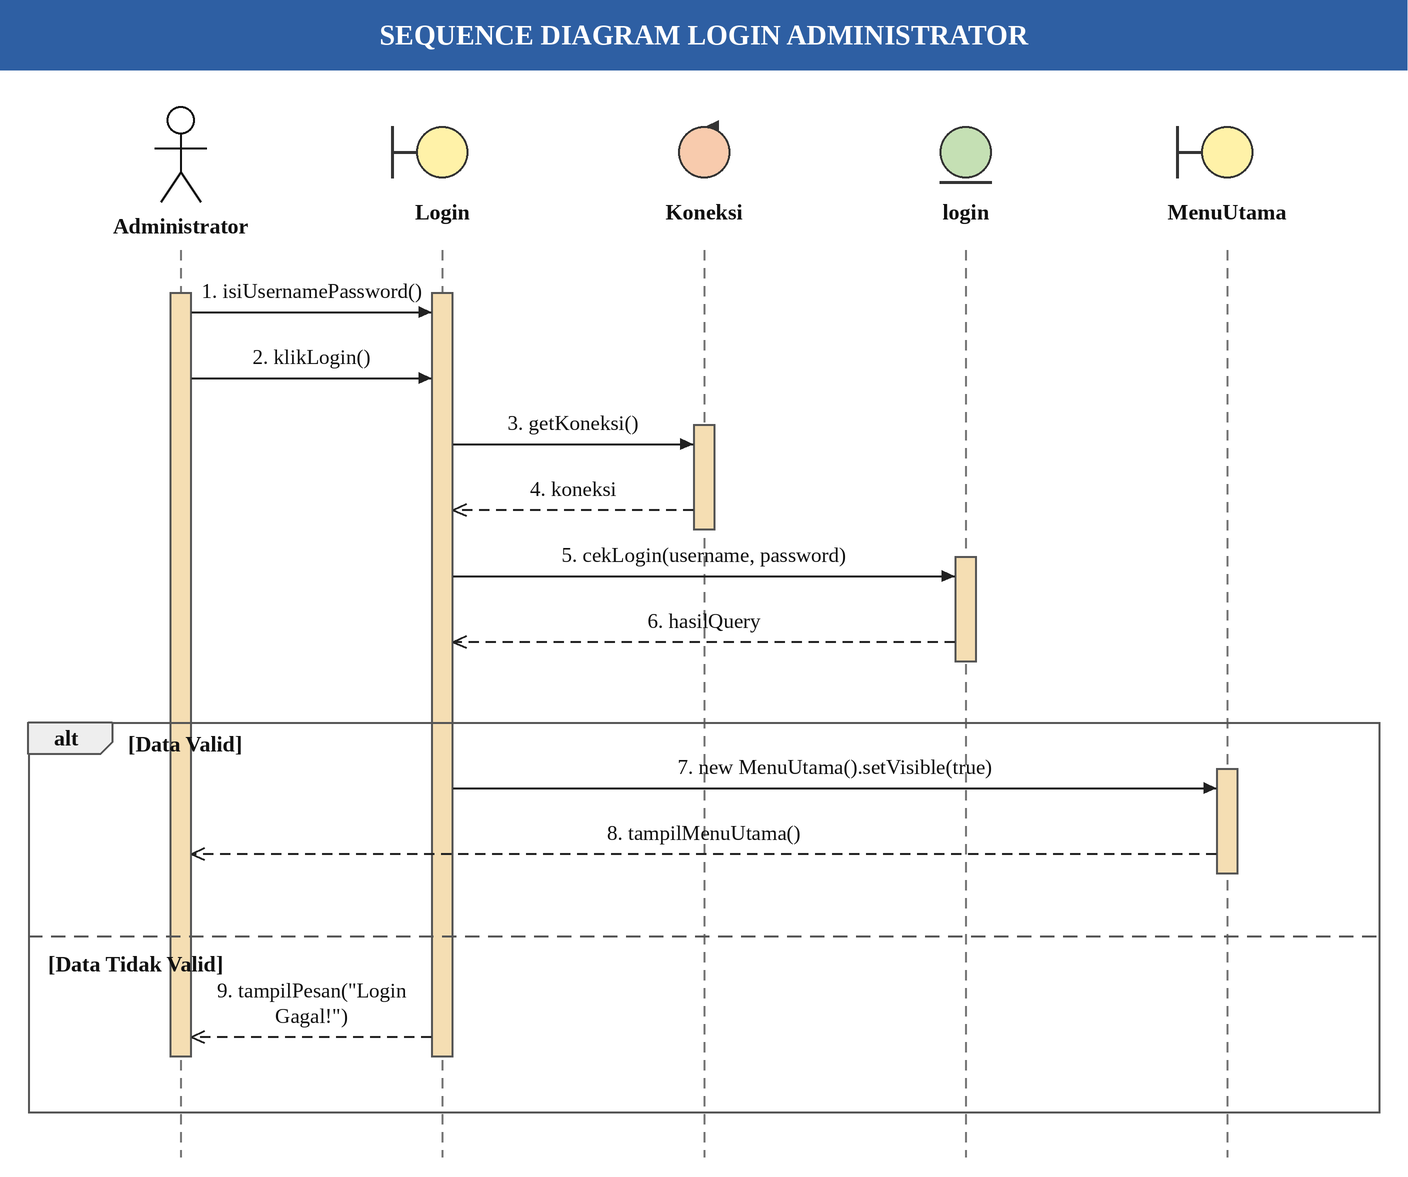 SEQUENCE DIAGRAM LOGIN ADMINISTRATOR
Administrator
Login
Koneksi
login
MenuUtama
1. isiUsernamePassword()
2. klikLogin()
3. getKoneksi()
4. koneksi
5. cekLogin(username, password)
6. hasilQuery
alt
[Data Valid]
7. new MenuUtama().setVisible(true)
8. tampilMenuUtama()
[Data Tidak Valid]
9. tampilPesan("Login
Gagal!")